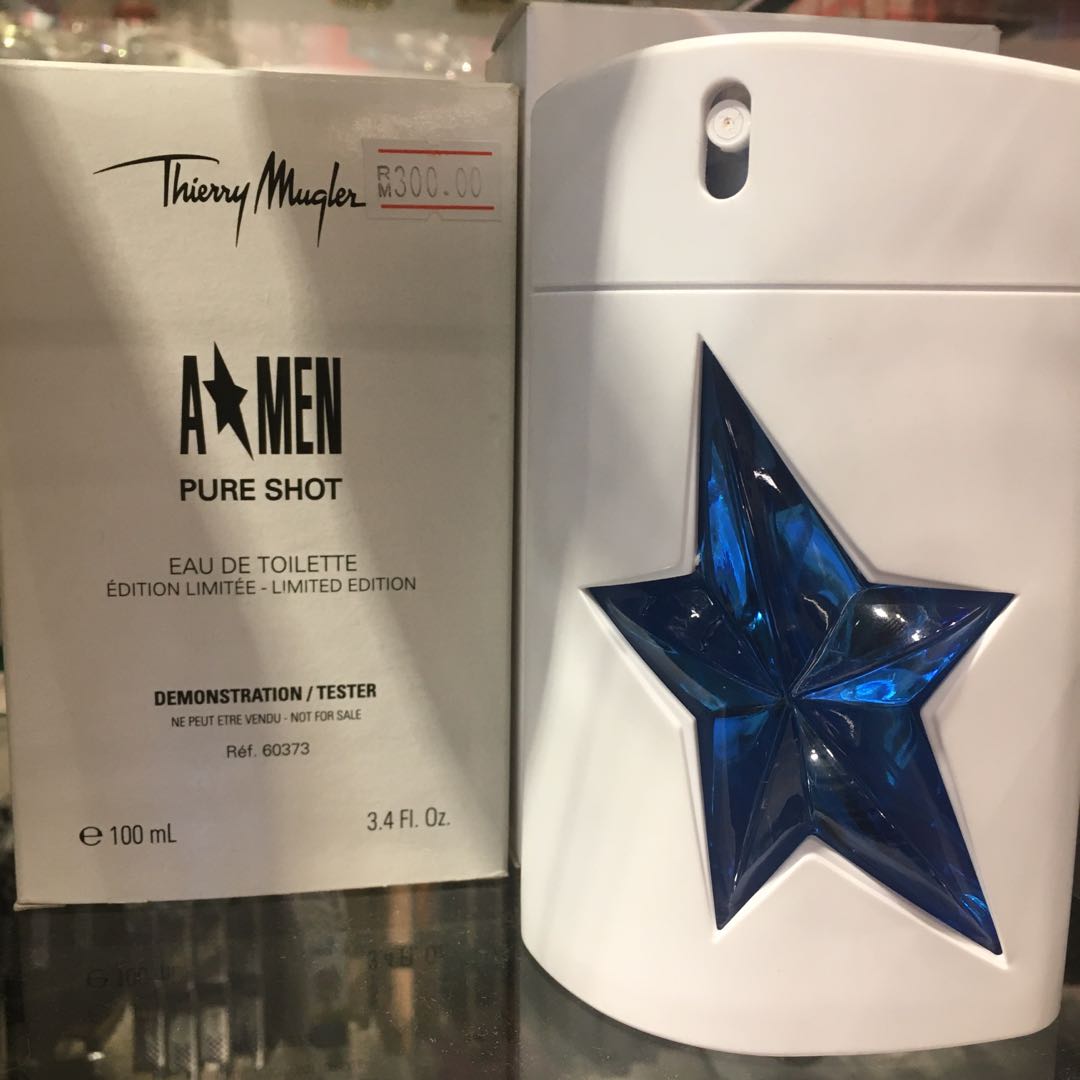 Thierry Mugler
RM300.00
A★MEN
PURE SHOT
EAU DE TOILETTE
ÉDITION LIMITÉE - LIMITED EDITION
DEMONSTRATION / TESTER
NE PEUT ETRE VENDU - NOT FOR SALE
Réf. 60373
℮ 100 mL
3.4 Fl. Oz.